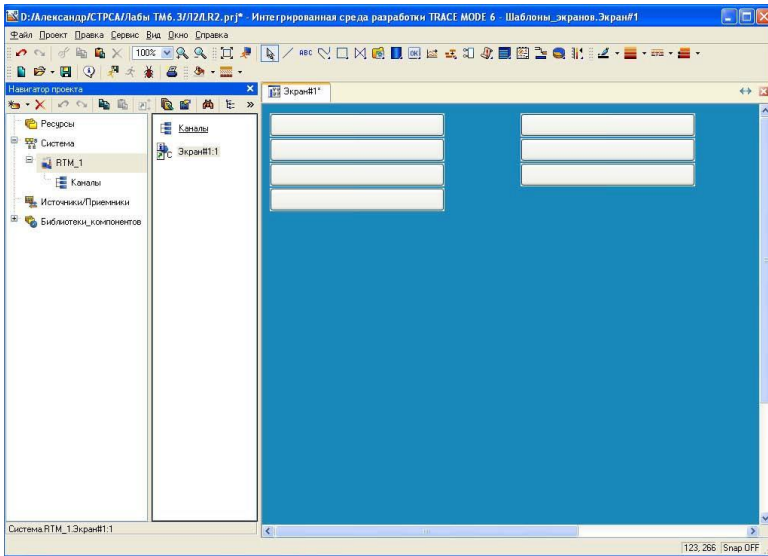 D:/Александр/СТРСА/Лабы ТМ6.3/Л2/LR2.prj* - Интегрированная среда разработки TRACE MODE 6 - Шаблоны_экранов.Экран#1
Файл Проект Правка Сервис Вид Окно Справка
100% ABC OK
Навигатор проекта
Экран#1*
Ресурсы
Каналы
Система
Экран#1:1
RTM_1
Каналы
Источники/Приемники
Библиотеки_компонентов
Система.RTM_1.Экран#1:1
123, 266 Snap OFF